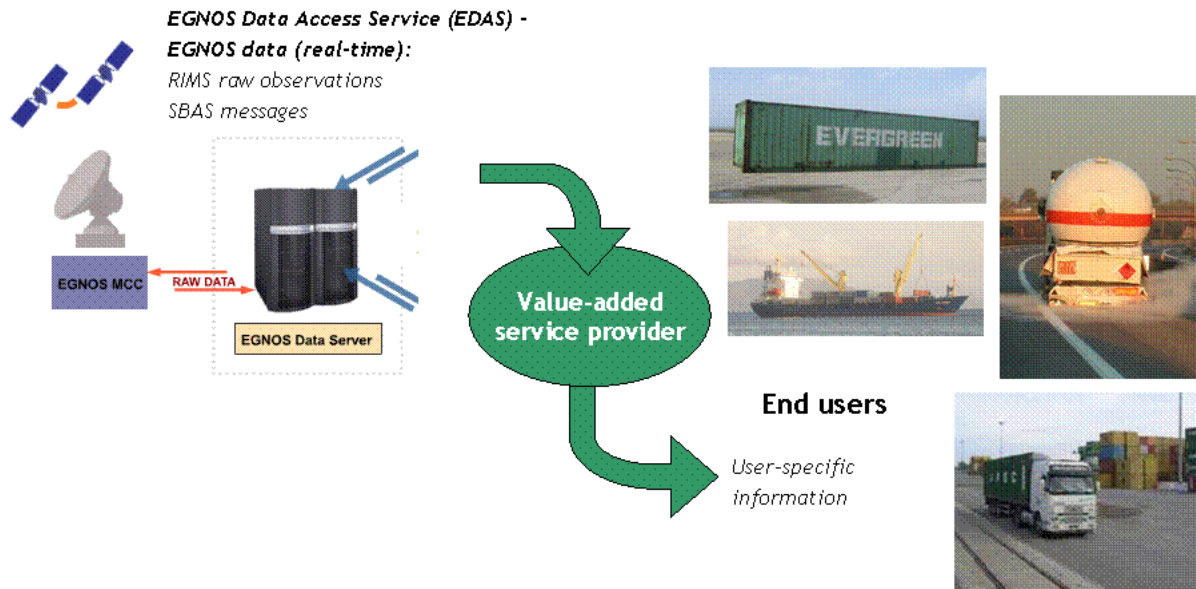 EGNOS Data Access Service (EDAS) -
EGNOS data (real-time):
RIMS raw observations
SBAS messages
EGNOS MCC
RAW DATA
EGNOS Data Server
Value-added
service provider
EVERGREEN
End users
User-specific
information